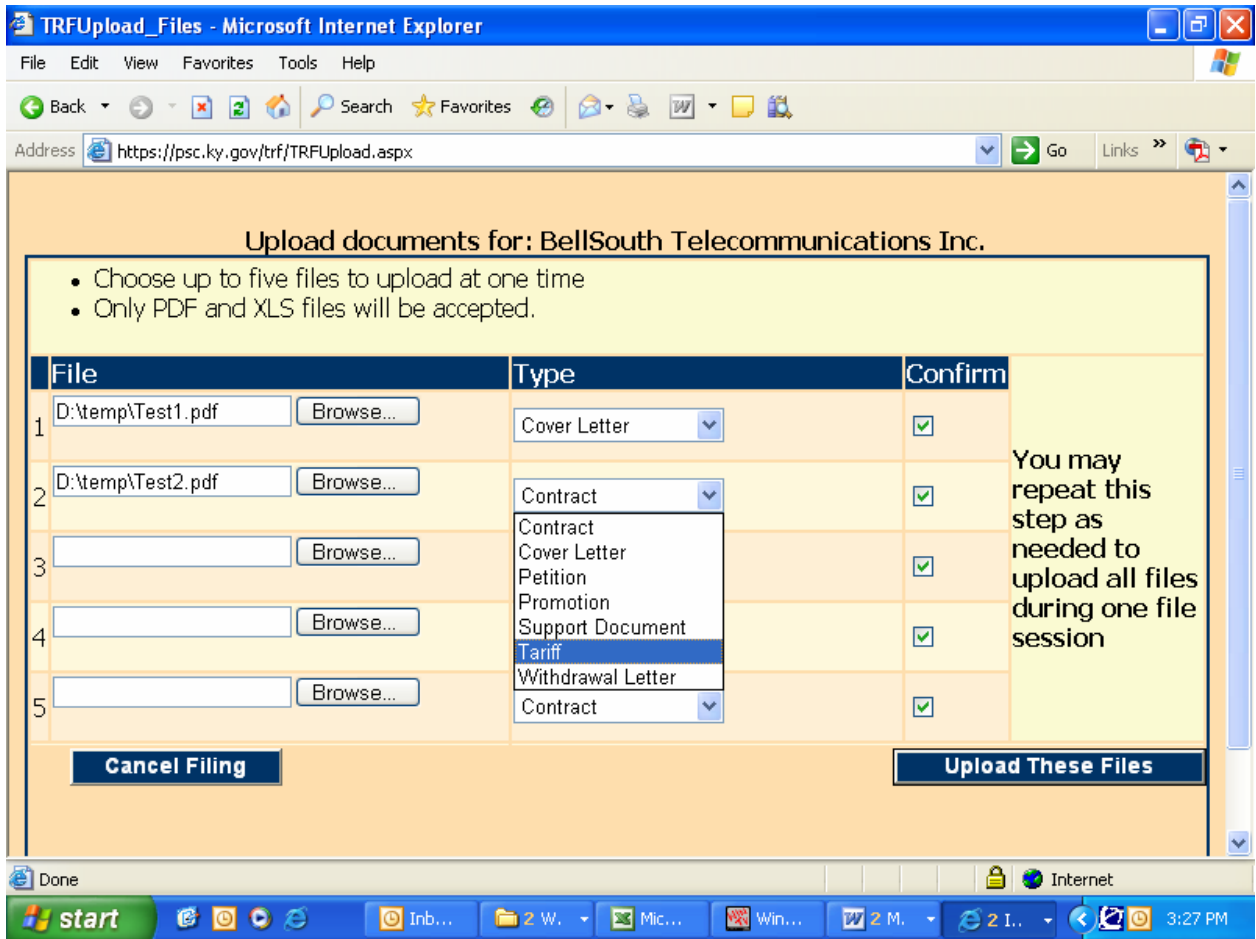 TRFUpload_Files - Microsoft Internet Explorer
File Edit View Favorites Tools Help
Back Search Favorites
Address https://psc.ky.gov/trf/TRFUpload.aspx Go Links »
Upload documents for: BellSouth Telecommunications Inc.
• Choose up to five files to upload at one time
• Only PDF and XLS files will be accepted.
File Type Confirm
1 D:\temp\Test1.pdf Browse... Cover Letter
2 D:\temp\Test2.pdf Browse... Contract
Contract
Cover Letter
3 Browse... Petition
Promotion
4 Browse... Support Document
Tariff
Withdrawal Letter
5 Browse... Contract
You may
repeat this
step as
needed to
upload all files
during one file
session
Cancel Filing Upload These Files
Done Internet
start Inb... 2 W. Mic... Win... 2 M. 2 I.. 3:27 PM